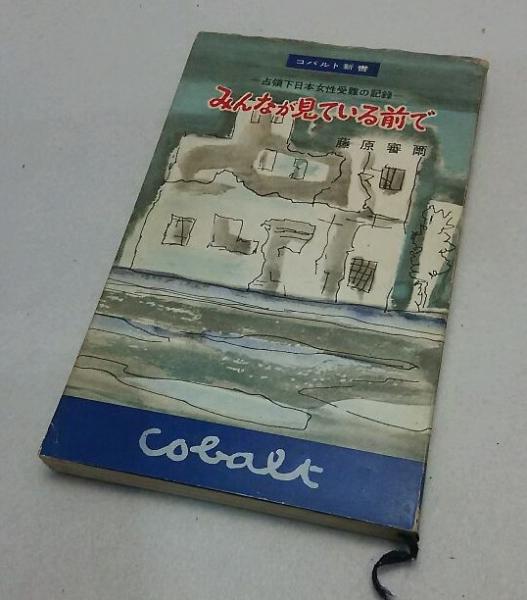 コバルト新書
―占領下日本女性受難の記録―
みんなが見ている前で
藤原審爾
cobalt